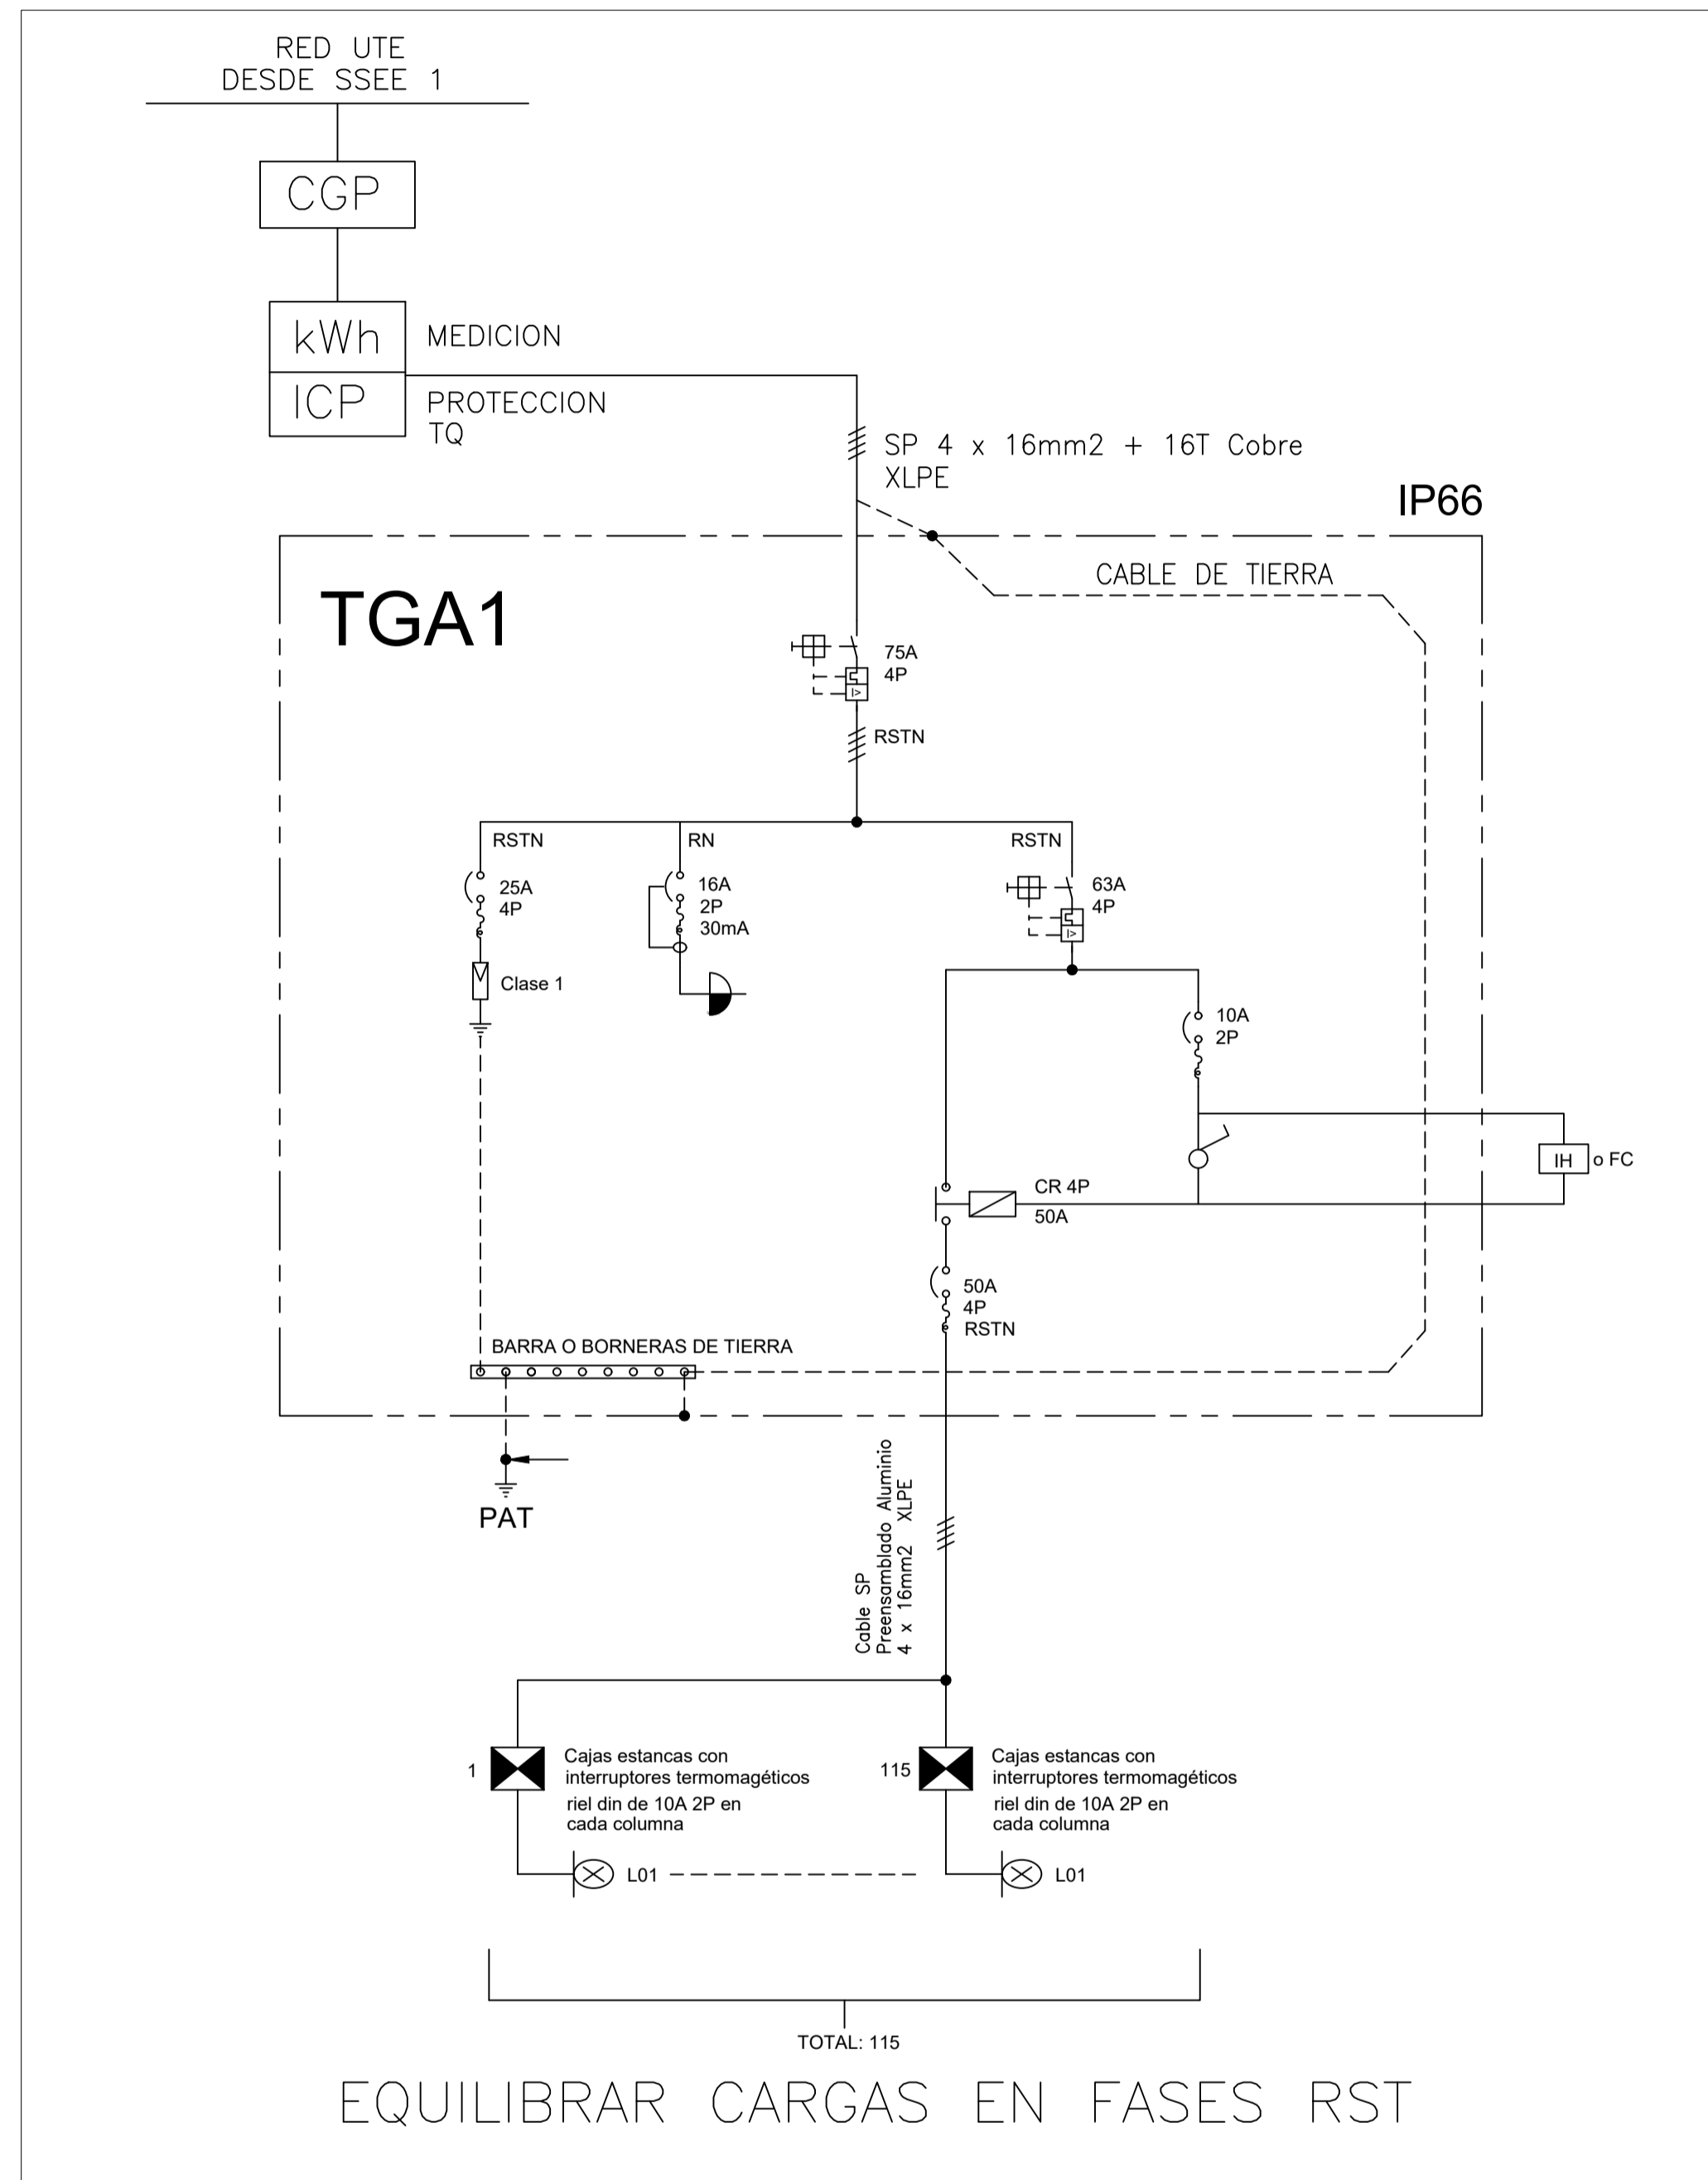 RED UTE
DESDE SSEE 1
CGP
kWh
MEDICION
ICP
PROTECCION
TQ
SP 4 x 16mm2 + 16T Cobre
XLPE
IP66
CABLE DE TIERRA
TGA1
75A
4P
I>
RSTN
RSTN
RN
RSTN
25A
4P
16A
2P
30mA
63A
4P
I>
Clase 1
10A
2P
IH
o FC
CR 4P
50A
50A
4P
RSTN
BARRA O BORNERAS DE TIERRA
PAT
Cable SP
Preensamblado Aluminio
4 x 16mm2 XLPE
1
Cajas estancas con
interruptores termomagéticos
riel din de 10A 2P en
cada columna
115
Cajas estancas con
interruptores termomagéticos
riel din de 10A 2P en
cada columna
L01
L01
TOTAL: 115
EQUILIBRAR CARGAS EN FASES RST